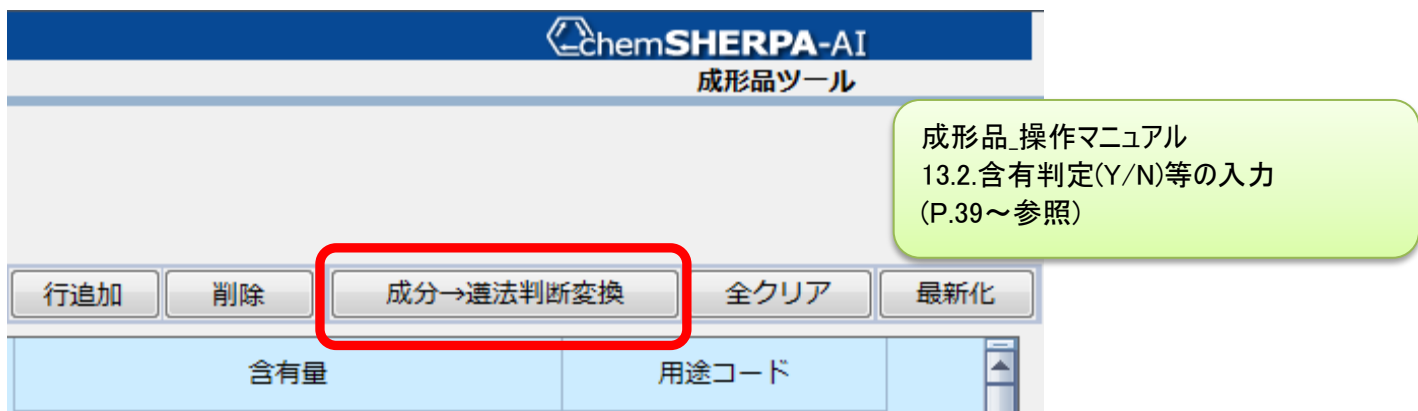 chemSHERPA-AI
成形品ツール
成形品_操作マニュアル
13.2.含有判定(Y/N)等の入力
(P.39～参照)
行追加 削除 成分→遵法判断変換 全クリア 最新化
含有量 用途コード